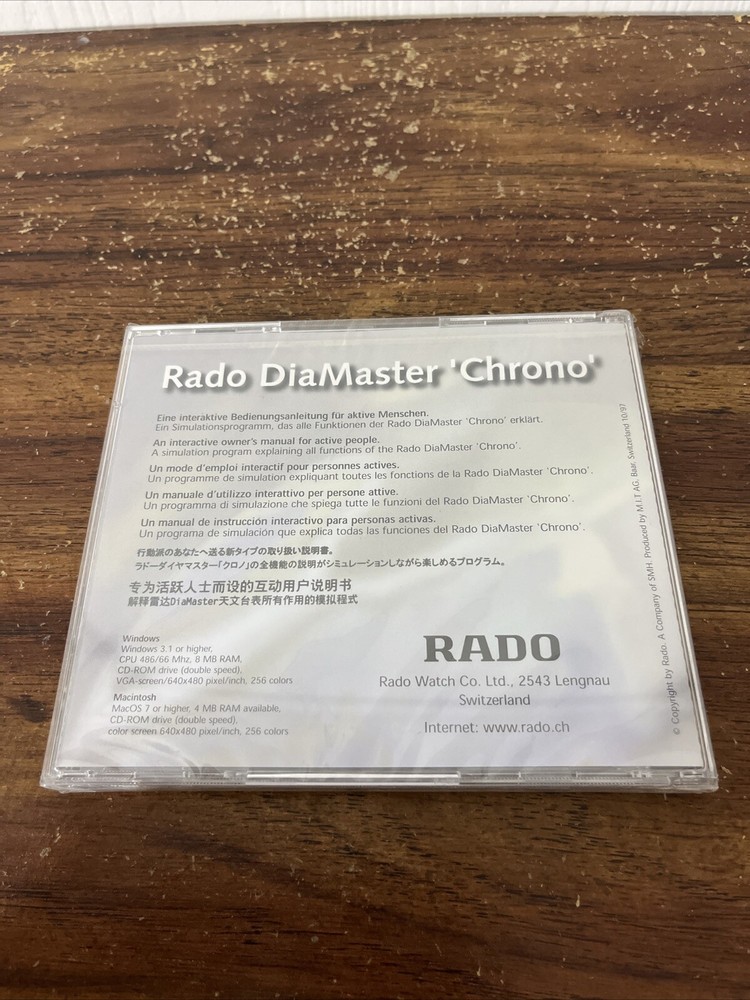 Rado DiaMaster 'Chrono'
Eine interaktive Bedienungsanleitung für aktive Menschen.
Ein Simulationsprogramm, das alle Funktionen der Rado DiaMaster 'Chrono' erklärt.
An interactive owner's manual for active people.
A simulation program explaining all functions of the Rado DiaMaster 'Chrono'.
Un mode d'emploi interactif pour personnes actives.
Un programme de simulation expliquant toutes les fonctions de la Rado DiaMaster 'Chrono'.
Un manuale d'utilizzo interattivo per persone attive.
Un programma di simulazione che spiega tutte le funzioni del Rado DiaMaster 'Chrono'.
Un manual de instrucción interactivo para personas activas.
Un programa de simulación que explica todas las funciones del Rado DiaMaster 'Chrono'.
行動派のあなたへ送る新タイプの取り扱い説明書。
ラドーダイヤマスター「クロノ」の全機能の説明がシミュレーションしながら楽しめるプログラム。
专为活跃人士而设的互动用户说明书
解释雷达DiaMaster天文台表所有作用的模拟程式
Windows
Windows 3.1 or higher,
CPU 486/66 Mhz, 8 MB RAM,
CD-ROM drive (double speed),
VGA-screen/640x480 pixel/inch, 256 colors
Macintosh
MacOS 7 or higher, 4 MB RAM available,
CD-ROM drive (double speed),
color screen 640x480 pixel/inch, 256 colors
RADO
Rado Watch Co. Ltd., 2543 Lengnau
Switzerland
Internet: www.rado.ch
© Copyright by Rado. A Company of SMH. Produced by M.I.T AG, Baar, Switzerland 10/97